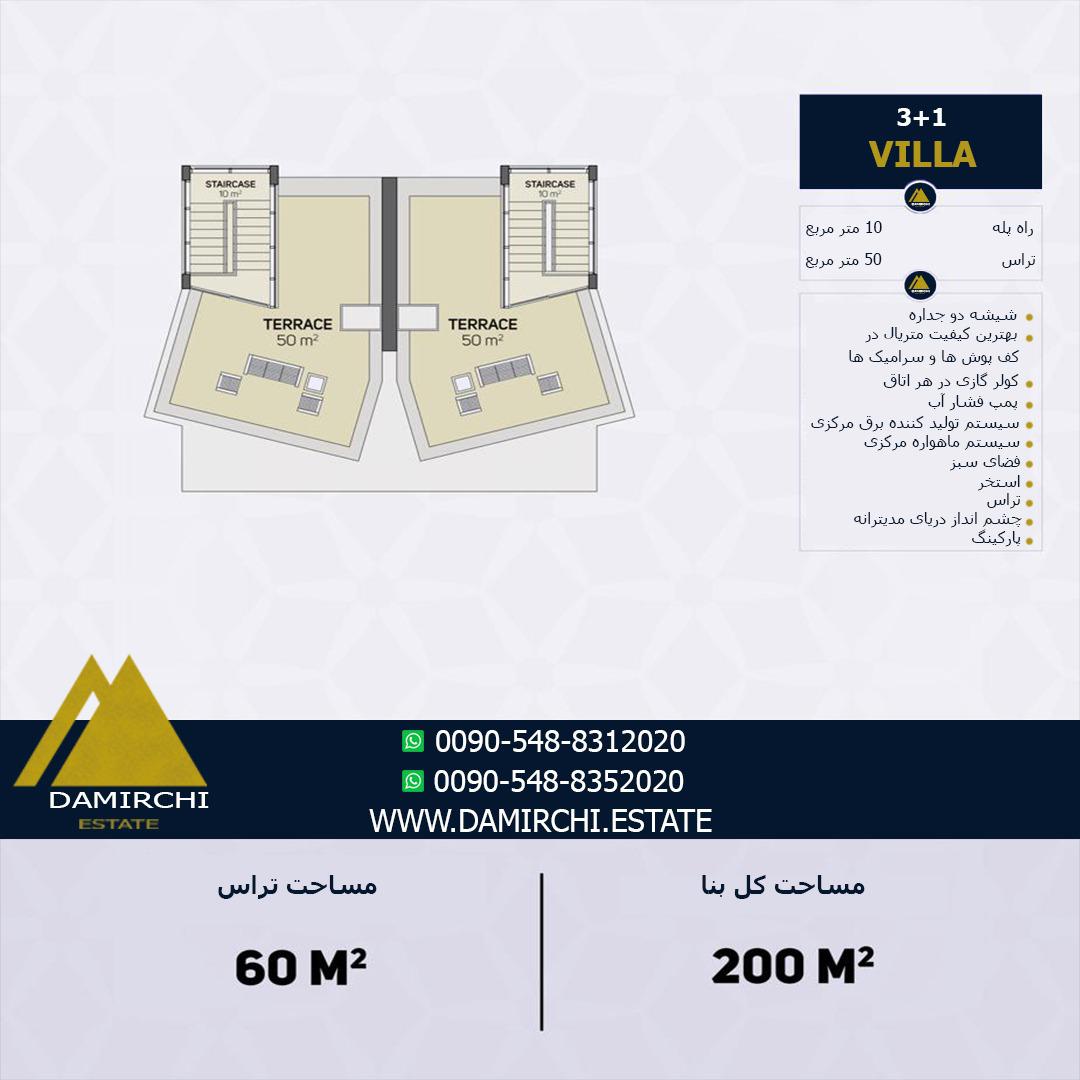 3+1
VILLA
DAMIRCHI
راه پله 10 متر مربع
تراس 50 متر مربع
DAMIRCHI
شیشه دو جداره
بهترین کیفیت متریال در
کف پوش ها و سرامیک ها
کولر گازی در هر اتاق
پمپ فشار آب
سیستم تولید کننده برق مرکزی
سیستم ماهواره مرکزی
فضای سبز
استخر
تراس
چشم انداز دریای مدیترانه
پارکینگ
STAIRCASE
10 m²
STAIRCASE
10 m²
TERRACE
50 m²
TERRACE
50 m²
DAMIRCHI
ESTATE
0090-548-8312020
0090-548-8352020
WWW.DAMIRCHI.ESTATE
مساحت کل بنا
200 M²
مساحت تراس
60 M²